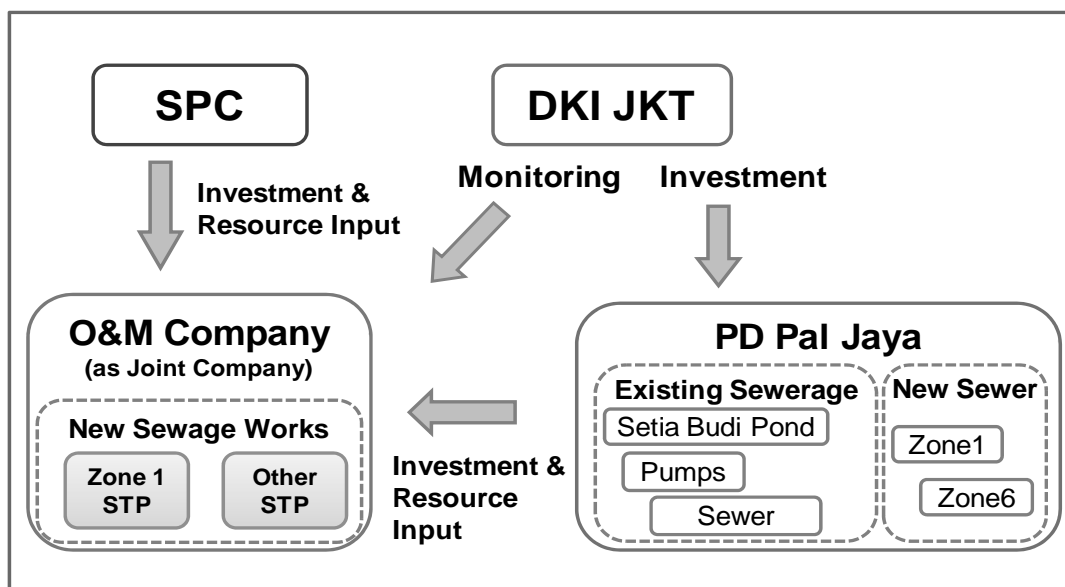 SPC
DKI JKT
Investment &
Resource Input
Monitoring
Investment
O&M Company
(as Joint Company)
New Sewage Works
Zone 1
STP
Other
STP
Investment &
Resource
Input
PD Pal Jaya
Existing Sewerage
Setia Budi Pond
Pumps
Sewer
New Sewer
Zone1
Zone6